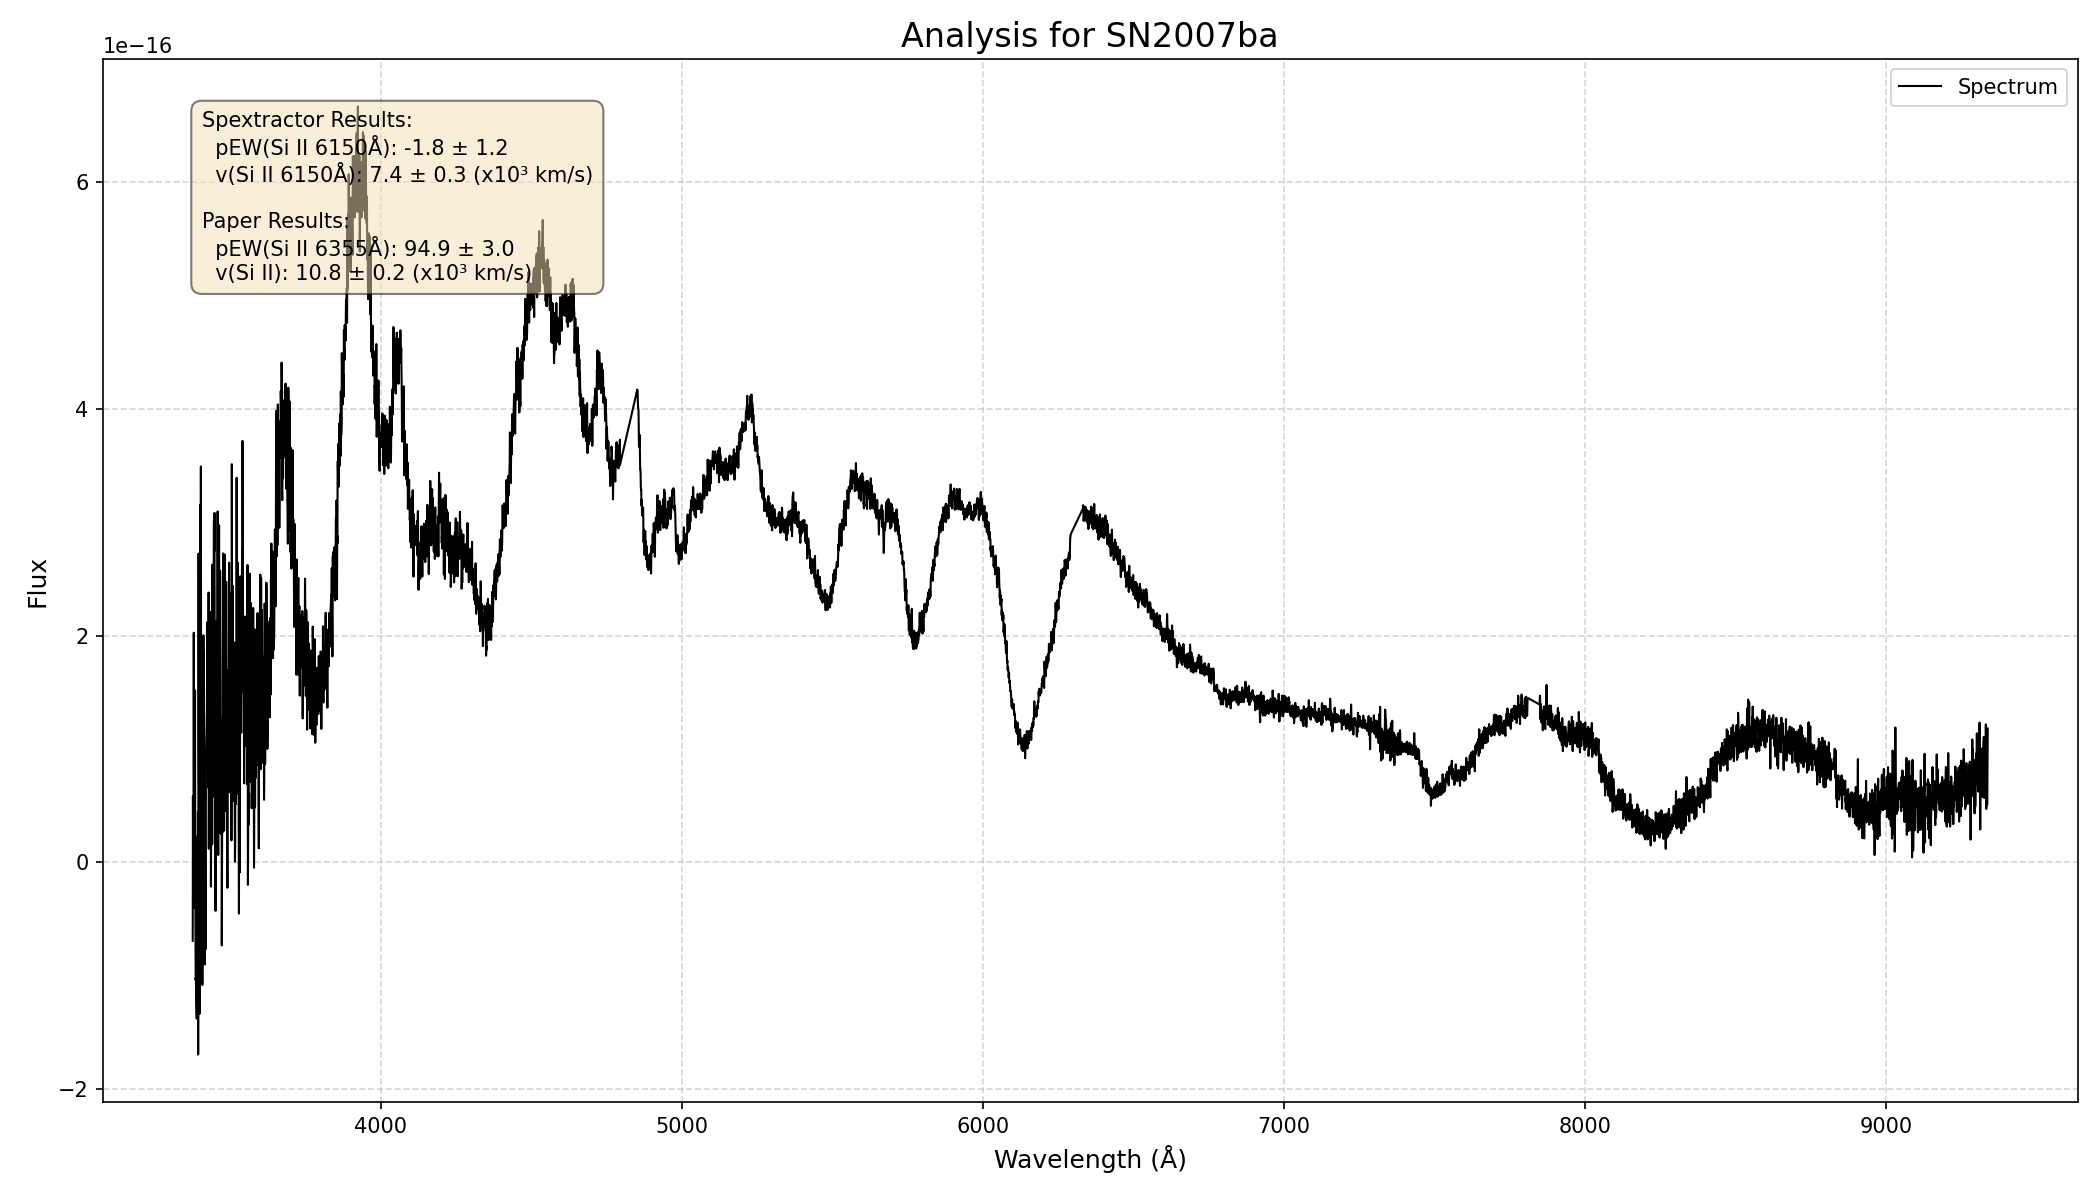 Analysis for SN2007ba
1e−16
Spectrum
Spextractor Results:
pEW(Si II 6150Å): -1.8 ± 1.2
v(Si II 6150Å): 7.4 ± 0.3 (x10³ km/s)
Paper Results:
pEW(Si II 6355Å): 94.9 ± 3.0
v(Si II): 10.8 ± 0.2 (x10³ km/s)
6
4
2
0
−2
Flux
4000 5000 6000 7000 8000 9000
Wavelength (Å)